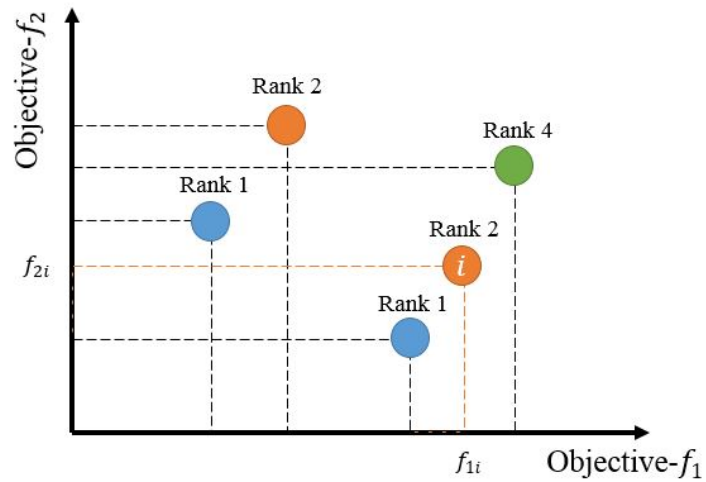 Objective-f₂
Rank 2
Rank 4
Rank 1
Rank 2
f₂ᵢ
i
Rank 1
f₁ᵢ
Objective-f₁